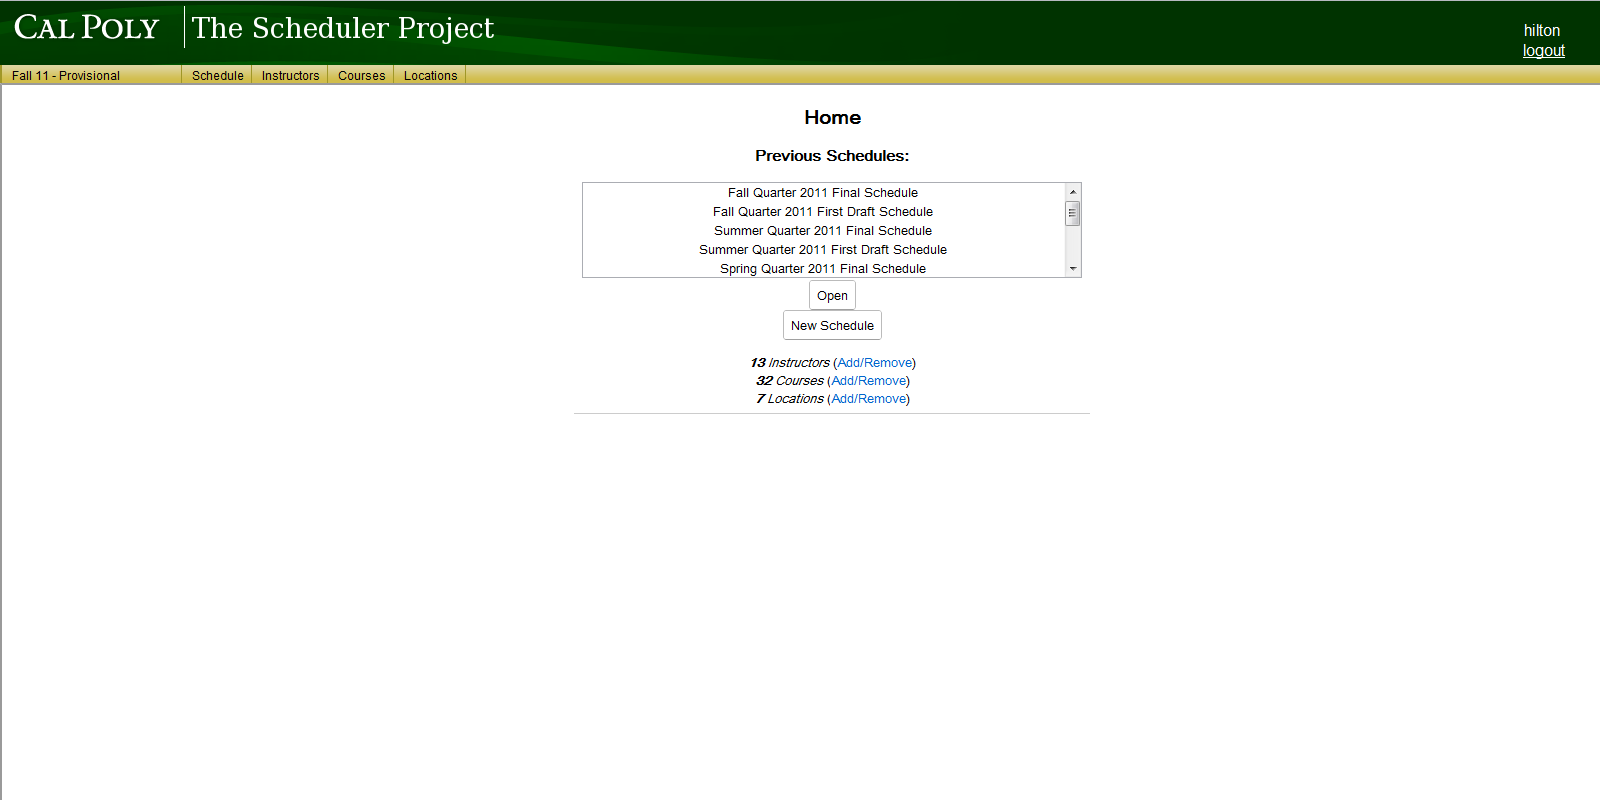 CAL POLY The Scheduler Project
hilton
logout
Fall 11 - Provisional Schedule Instructors Courses Locations
Home
Previous Schedules:
Fall Quarter 2011 Final Schedule
Fall Quarter 2011 First Draft Schedule
Summer Quarter 2011 Final Schedule
Summer Quarter 2011 First Draft Schedule
Spring Quarter 2011 Final Schedule
Open
New Schedule
13 Instructors (Add/Remove)
32 Courses (Add/Remove)
7 Locations (Add/Remove)